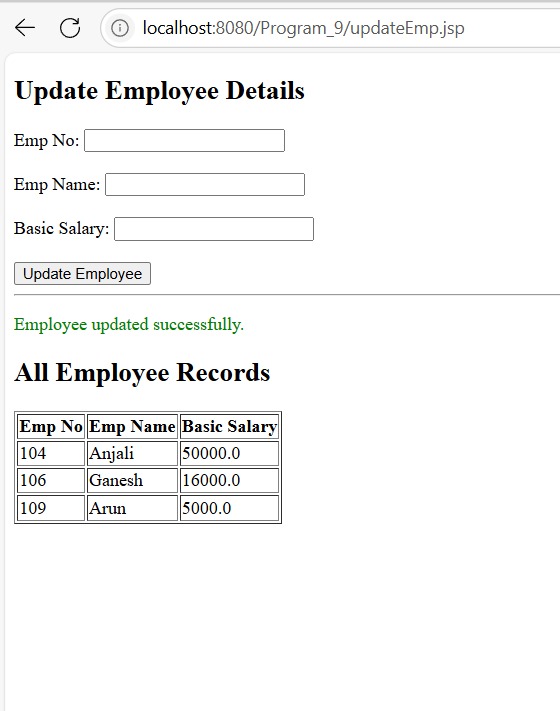 localhost:8080/Program_9/updateEmp.jsp
Update Employee Details
Emp No:
Emp Name:
Basic Salary:
Update Employee
Employee updated successfully.
All Employee Records
Emp No Emp Name Basic Salary
104 Anjali 50000.0
106 Ganesh 16000.0
109 Arun 5000.0